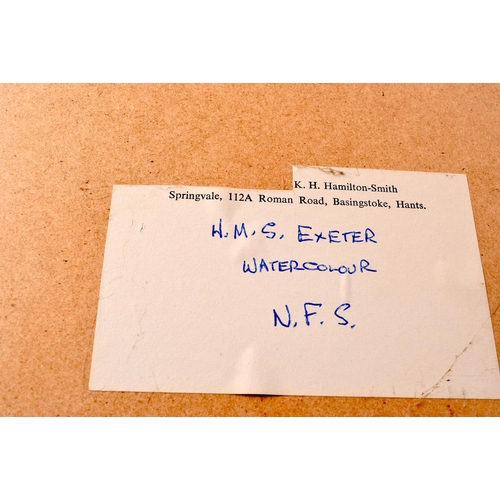 K. H. Hamilton-Smith
Springvale, 112A Roman Road, Basingstoke, Hants.
H.M.S. EXETER
WATERCOLOUR
N.F.S.